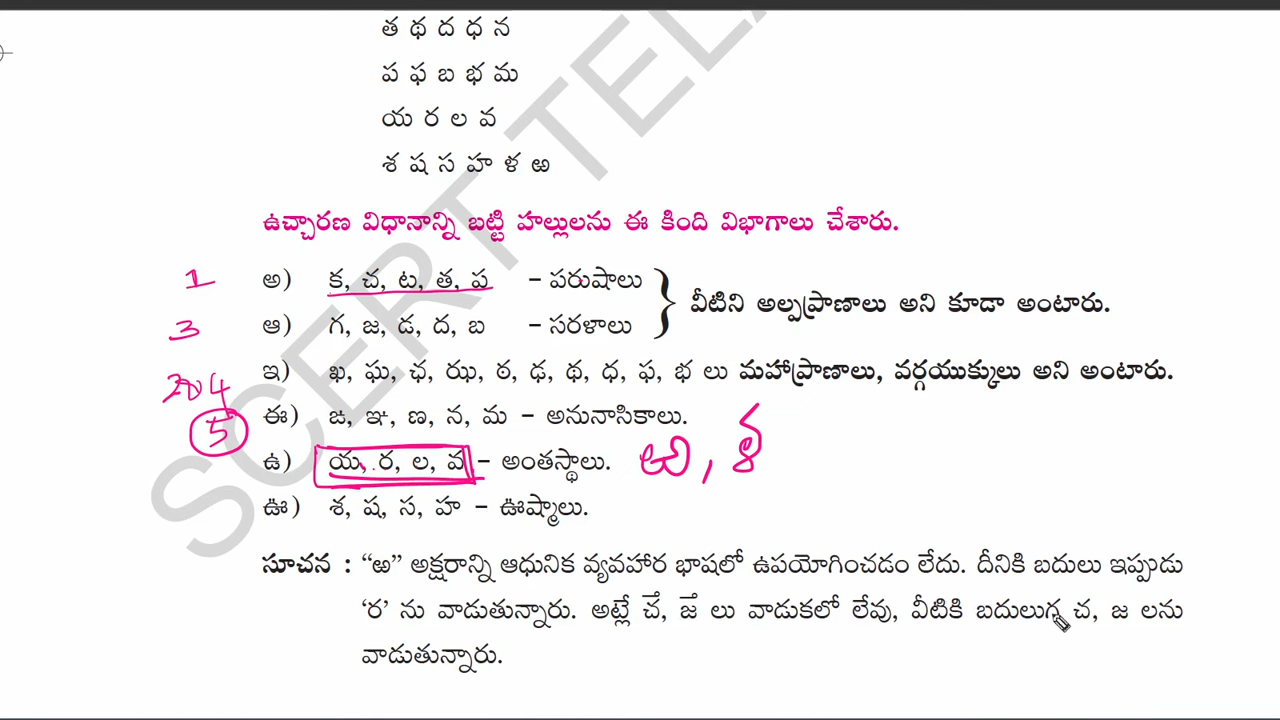 త థ ద ధ న
ప ఫ బ భ మ
య ర ల వ
శ ష స హ ళ ఱ
ఉచ్చారణ విధానాన్ని బట్టి హల్లులను ఈ కింది విభాగాలు చేశారు.
1 అ) క, చ, ట, త, ప – పరుషాలు
వీటిని అల్పప్రాణాలు అని కూడా అంటారు.
3 ఆ) గ, జ, డ, ద, బ – సరళాలు
ఇ) ఖ, ఘ, ఛ, ఝ, ఠ, ఢ, థ, ధ, ఫ, భ లు మహాప్రాణాలు, వర్గయుక్కులు అని అంటారు.
5 ఈ) ఙ, ఞ, ణ, న, మ – అనునాసికాలు.
ఉ) య, ర, ల, వ – అంతస్థాలు. ఱ, ళ
ఊ) శ, ష, స, హ – ఊష్మాలు.
సూచన : “ఱ” అక్షరాన్ని ఆధునిక వ్యవహార భాషలో ఉపయోగించడం లేదు. దీనికి బదులు ఇప్పుడు
‘ర’ ను వాడుతున్నారు. అట్లే చ, జ లు వాడుకలో లేవు, వీటికి బదులుగ చ, జ లను
వాడుతున్నారు.
SCERT TELA